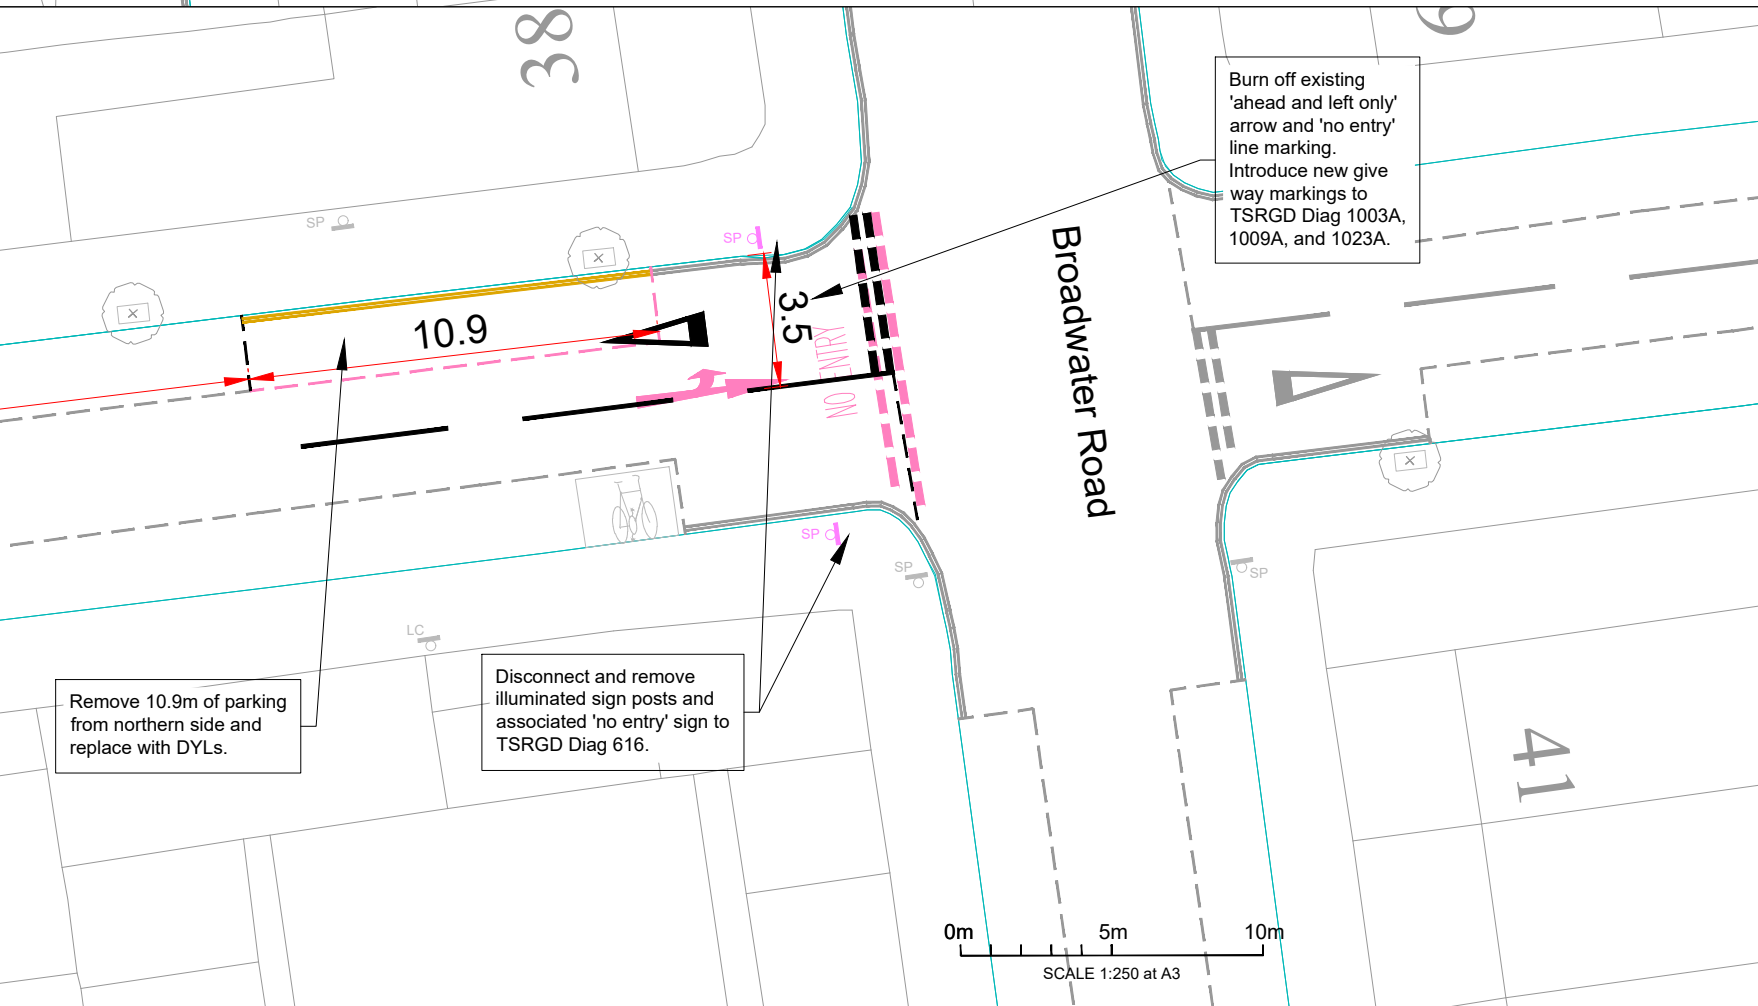 38
6
Burn off existing
'ahead and left only'
arrow and 'no entry'
line marking.
Introduce new give
way markings to
TSRGD Diag 1003A,
1009A, and 1023A.
SP
SP
10.9
3.5
NO ENTRY
Broadwater Road
SP
SP
SP
LC
Remove 10.9m of parking
from northern side and
replace with DYLs.
Disconnect and remove
illuminated sign posts and
associated 'no entry' sign to
TSRGD Diag 616.
41
0m 5m 10m
SCALE 1:250 at A3